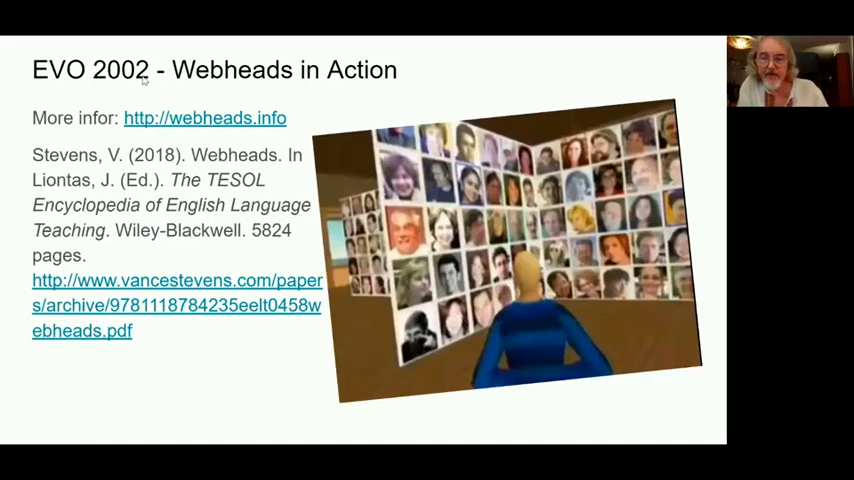 EVO 2002 - Webheads in Action
More infor: http://webheads.info
Stevens, V. (2018). Webheads. In
Liontas, J. (Ed.). The TESOL
Encyclopedia of English Language
Teaching. Wiley-Blackwell. 5824
pages.
http://www.vancestevens.com/paper
s/archive/9781118784235eelt0458w
ebheads.pdf